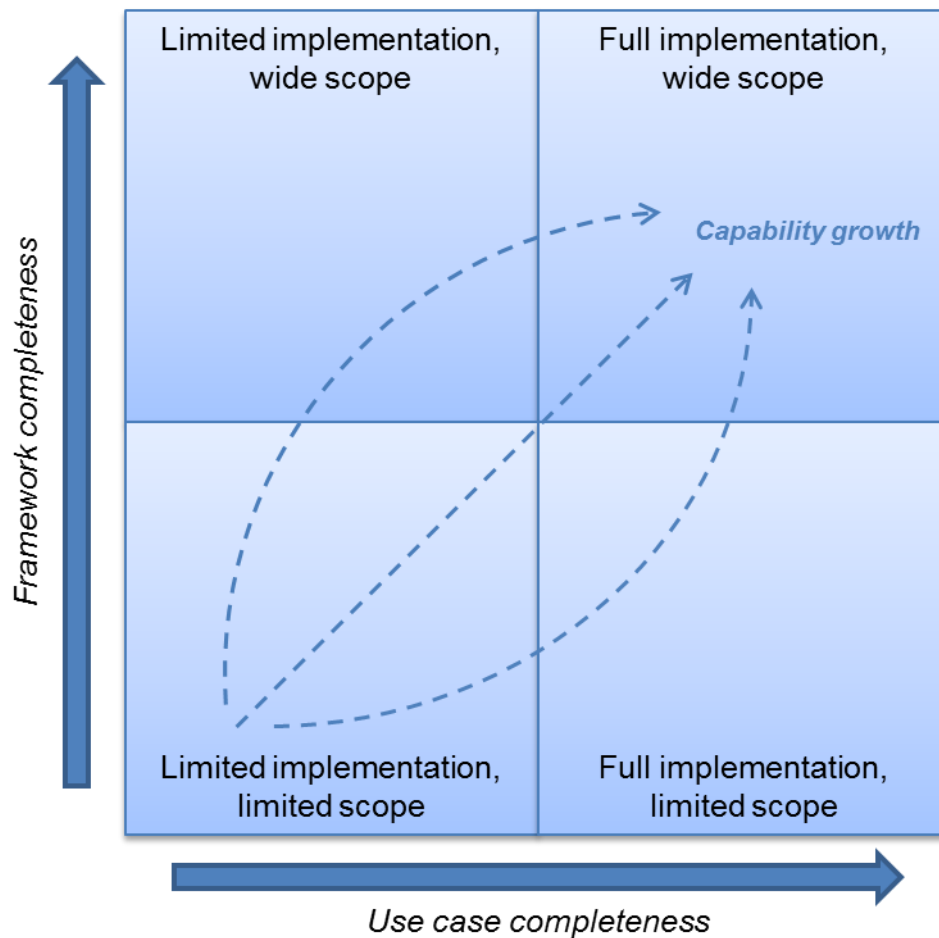 Limited implementation,
wide scope
Full implementation,
wide scope
Capability growth
Framework completeness
Limited implementation,
limited scope
Full implementation,
limited scope
Use case completeness